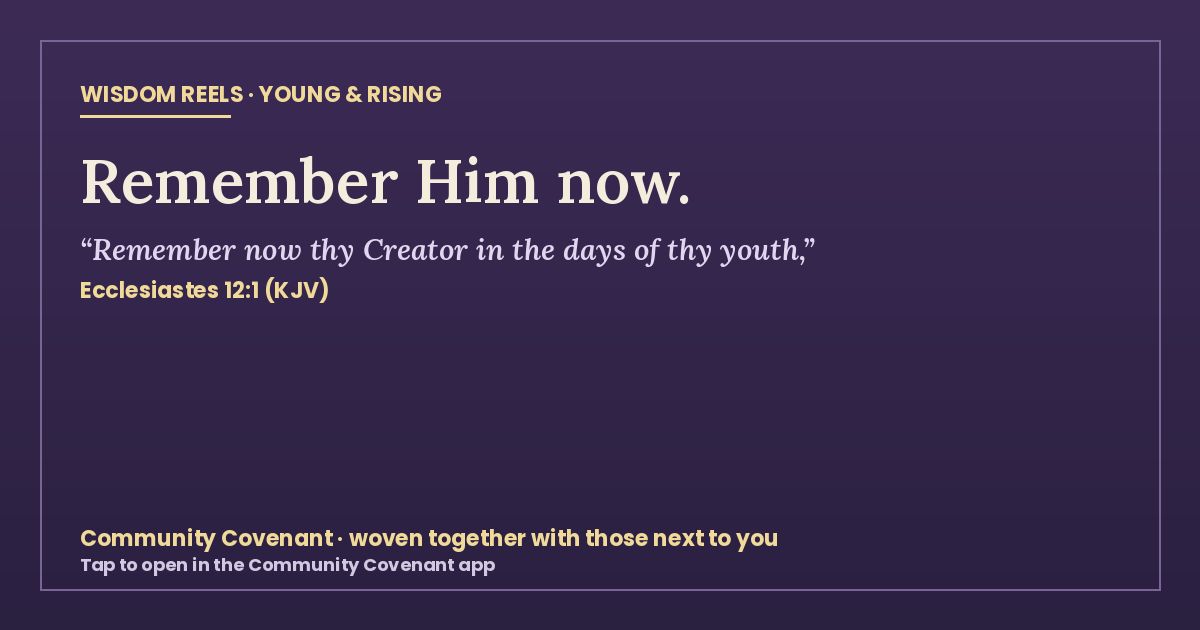 WISDOM REELS · YOUNG & RISING
Remember Him now.
“Remember now thy Creator in the days of thy youth,”
Ecclesiastes 12:1 (KJV)
Community Covenant · woven together with those next to you
Tap to open in the Community Covenant app